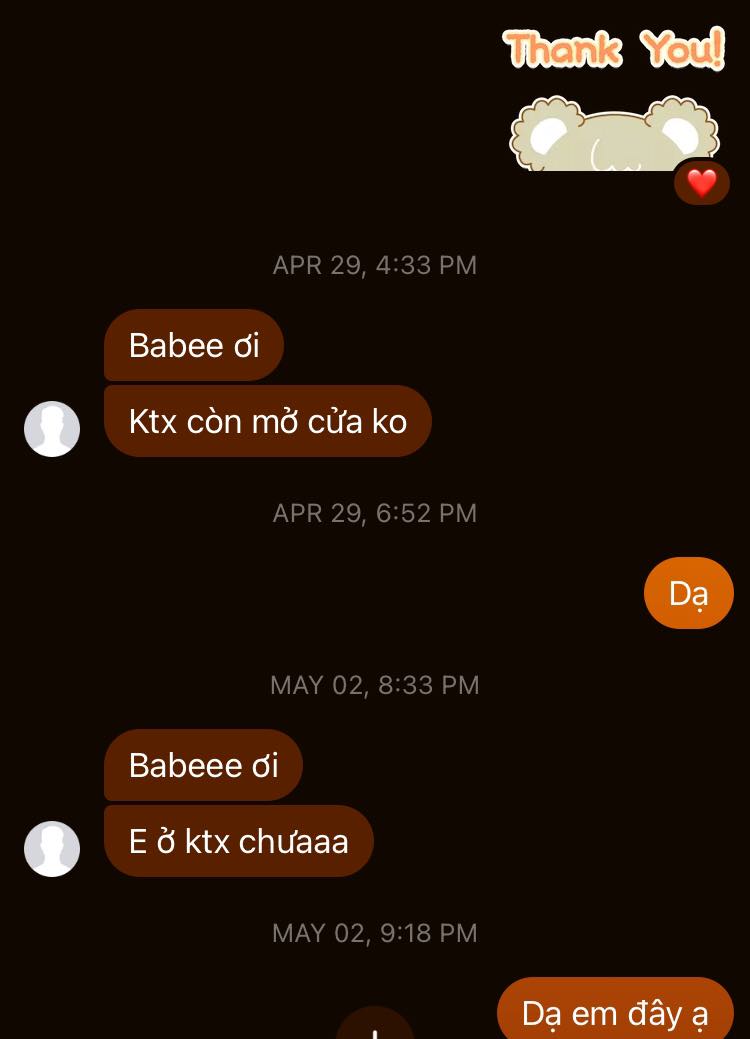 Thank You!
APR 29, 4:33 PM
Babee ơi
Ktx còn mở cửa ko
APR 29, 6:52 PM
Dạ
MAY 02, 8:33 PM
Babeee ơi
E ở ktx chưaaa
MAY 02, 9:18 PM
Dạ em đây ạ